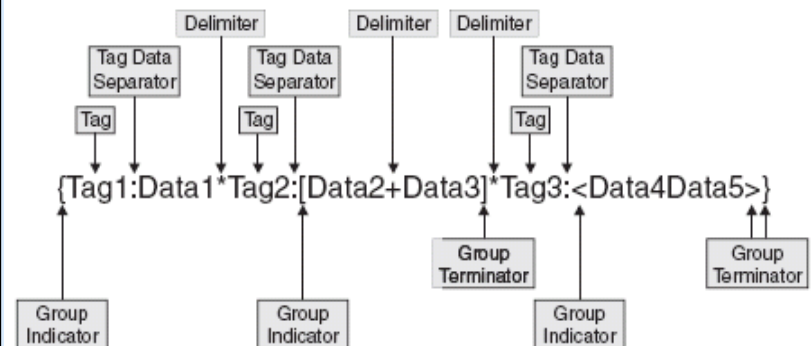 Delimiter Delimiter Delimiter
Tag Data Tag Data Tag Data
Separator Separator Separator
Tag Tag Tag
{Tag1:Data1*Tag2:[Data2+Data3]*Tag3:<Data4Data5>}
Group Group
Terminator Terminator
Group Group Group
Indicator Indicator Indicator